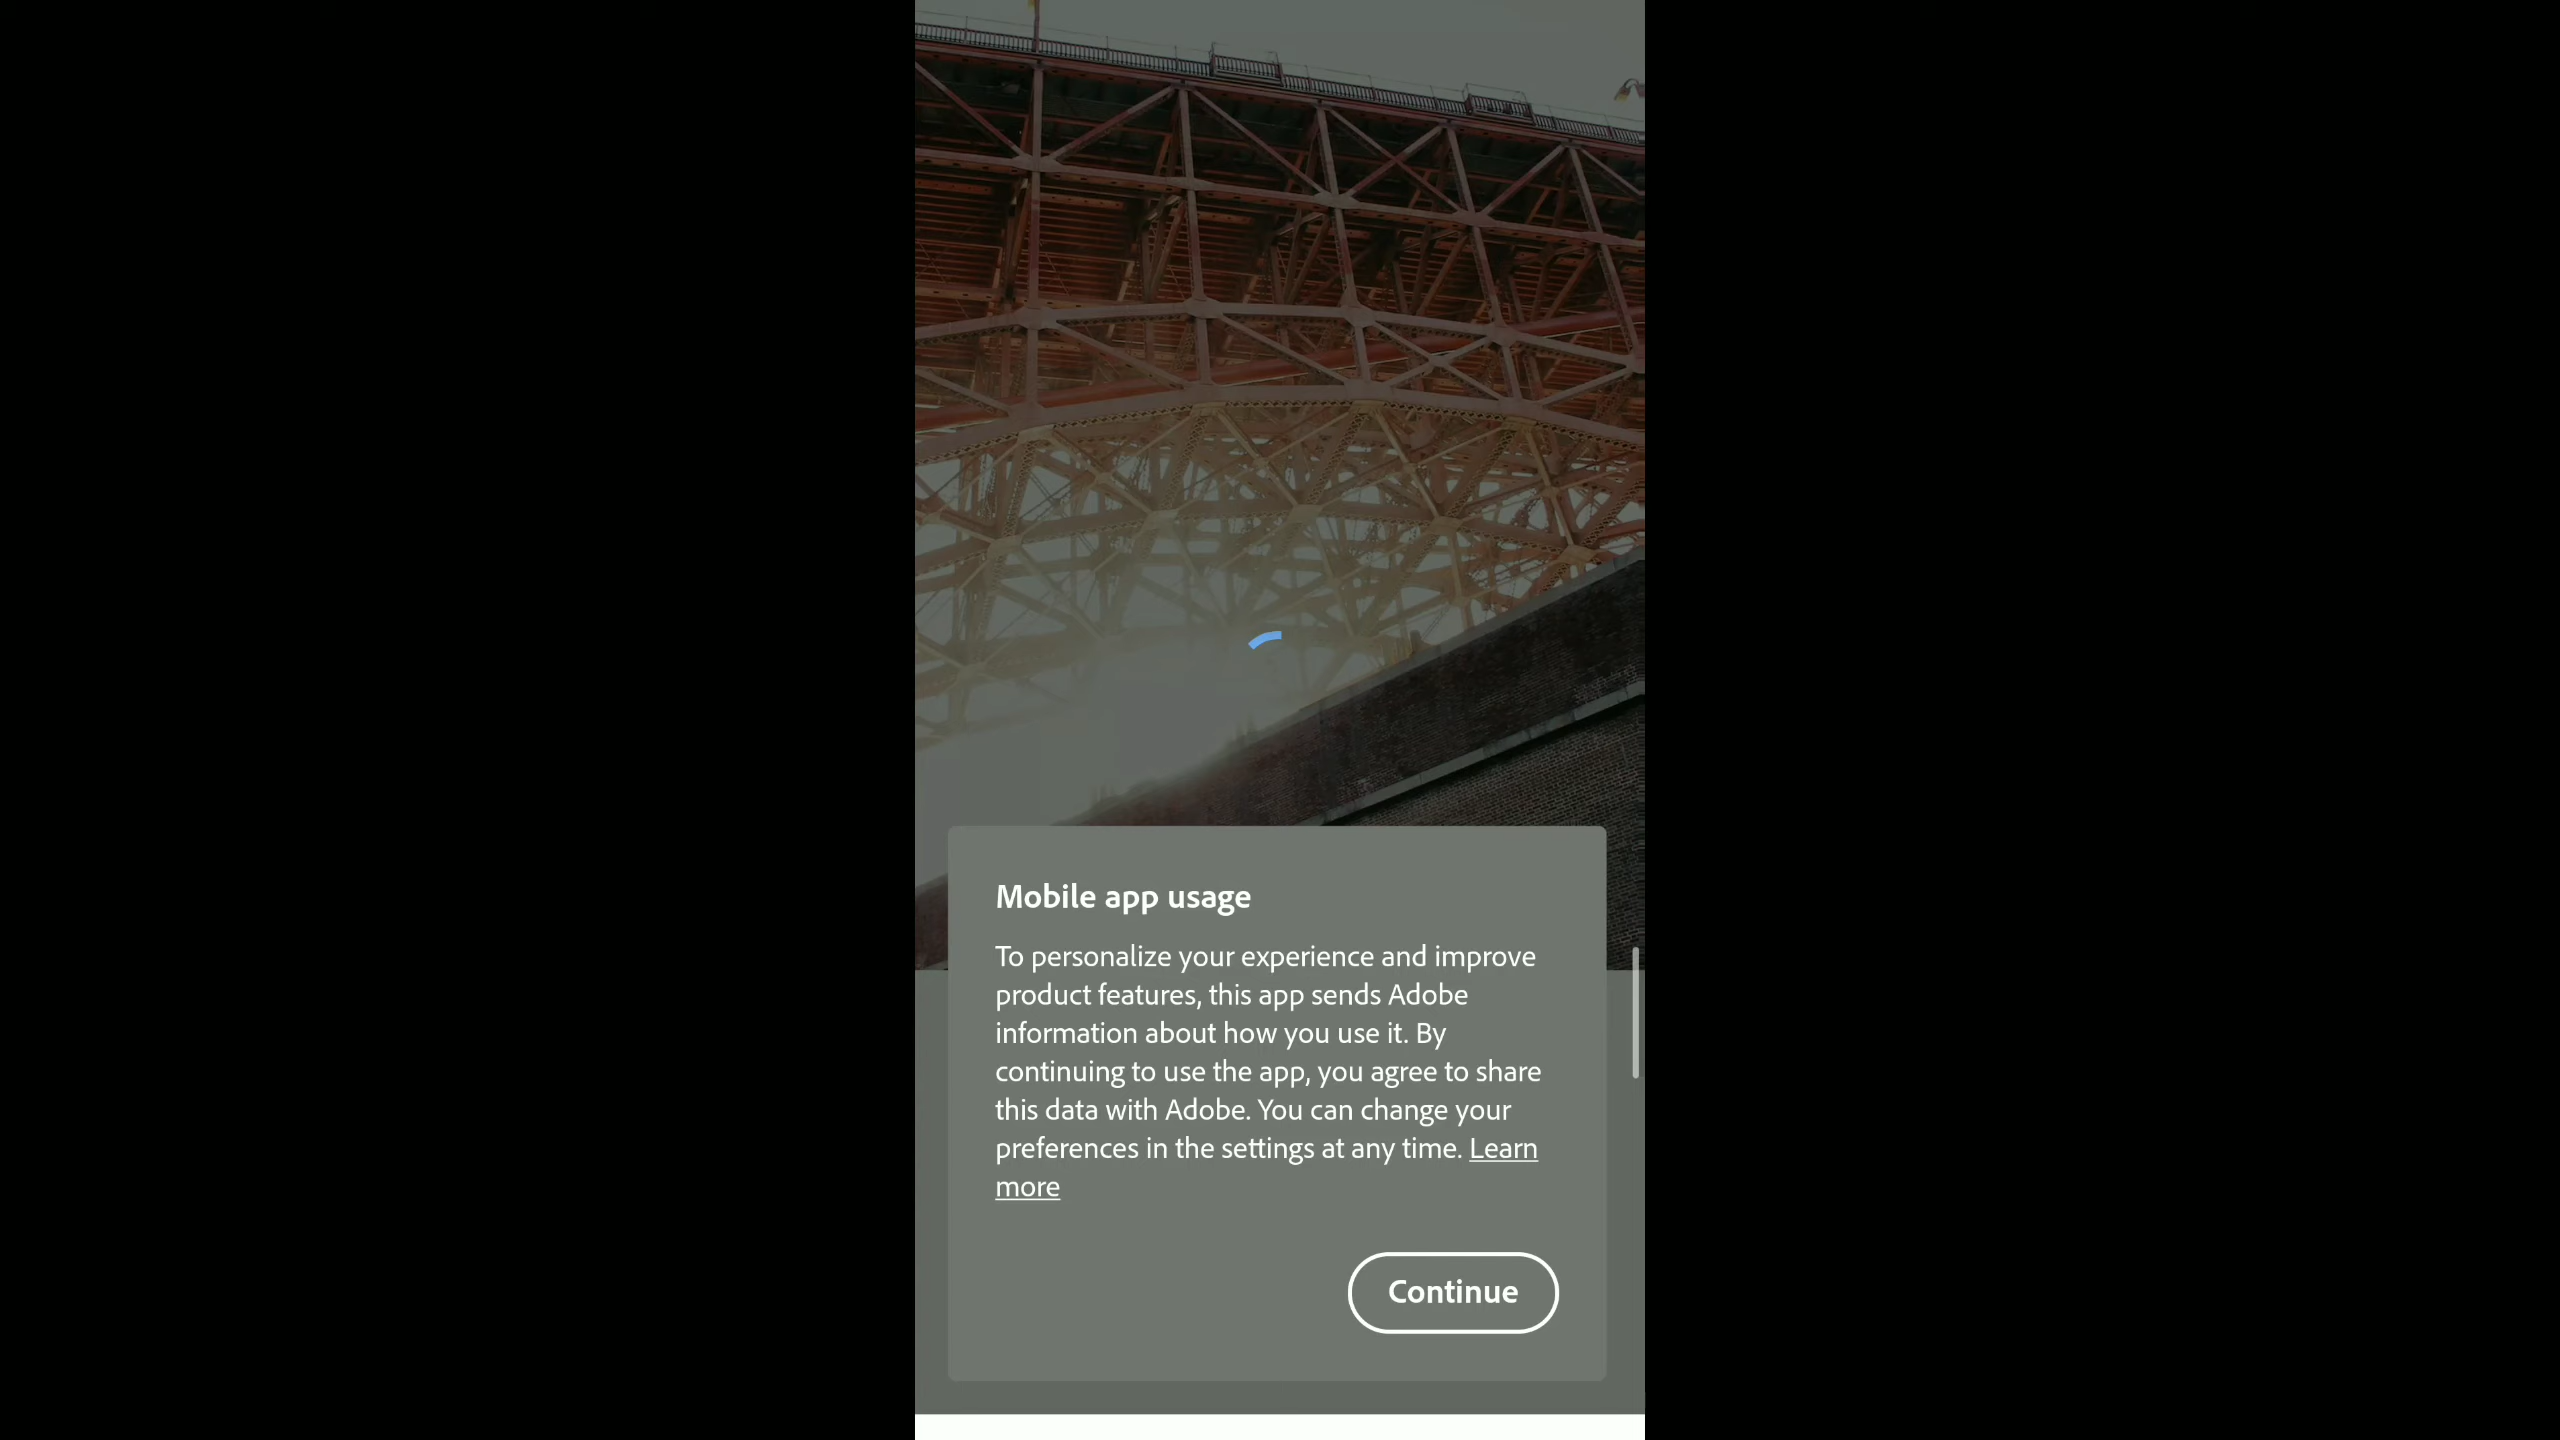 Mobile app usage
To personalize your experience and improve
product features, this app sends Adobe
information about how you use it. By
continuing to use the app, you agree to share
this data with Adobe. You can change your
preferences in the settings at any time. Learn
more
Continue